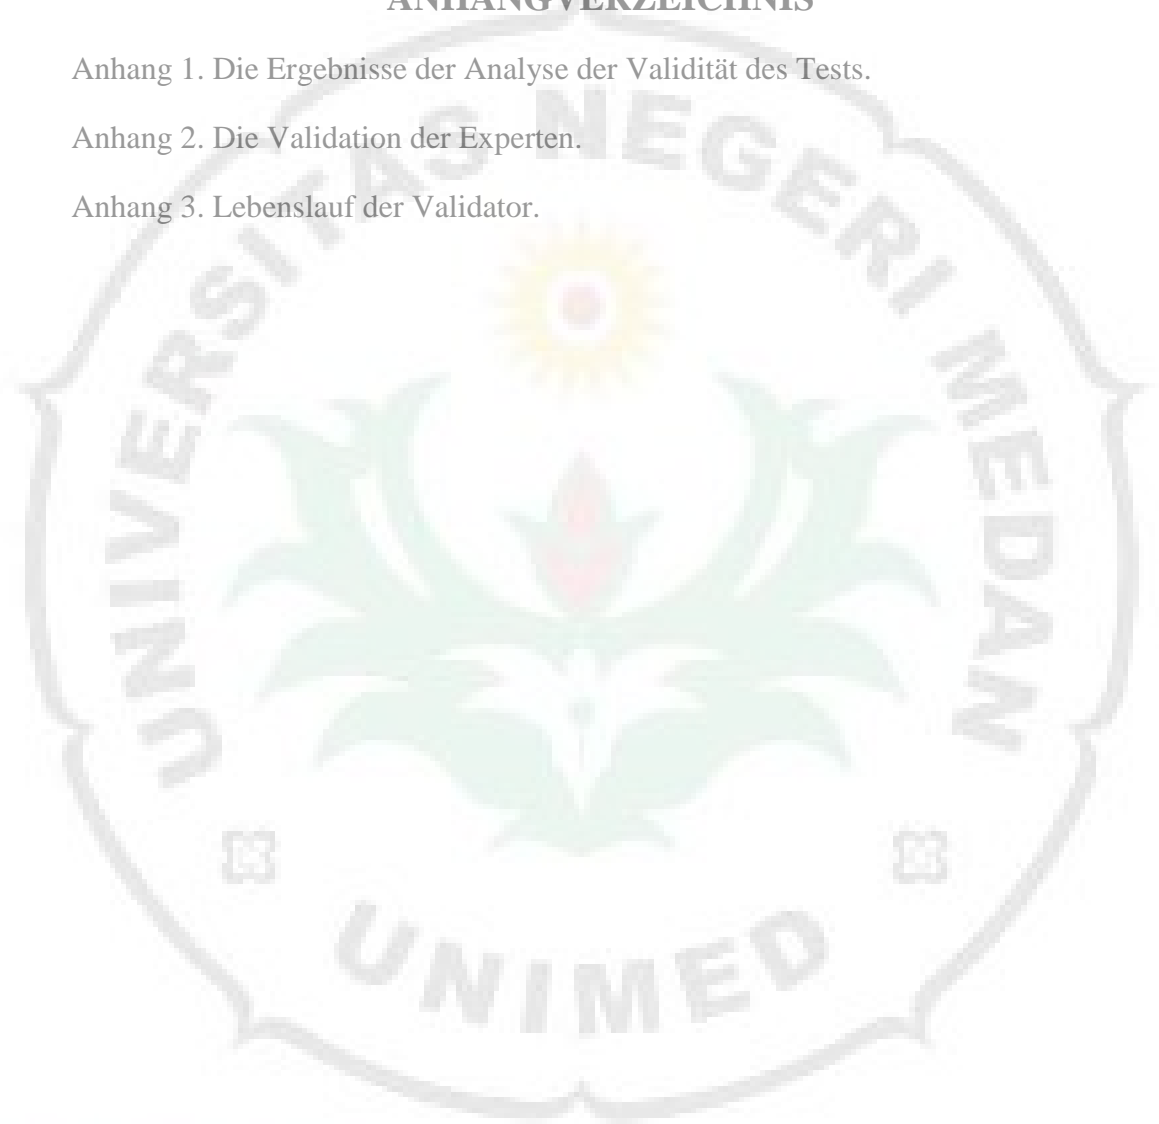 ANHANGVERZEICHNIS
Anhang 1. Die Ergebnisse der Analyse der Validität des Tests.
Anhang 2. Die Validation der Experten.
Anhang 3. Lebenslauf der Validator.
UNIVERSITAS NEGERI MEDAN
UNIMED